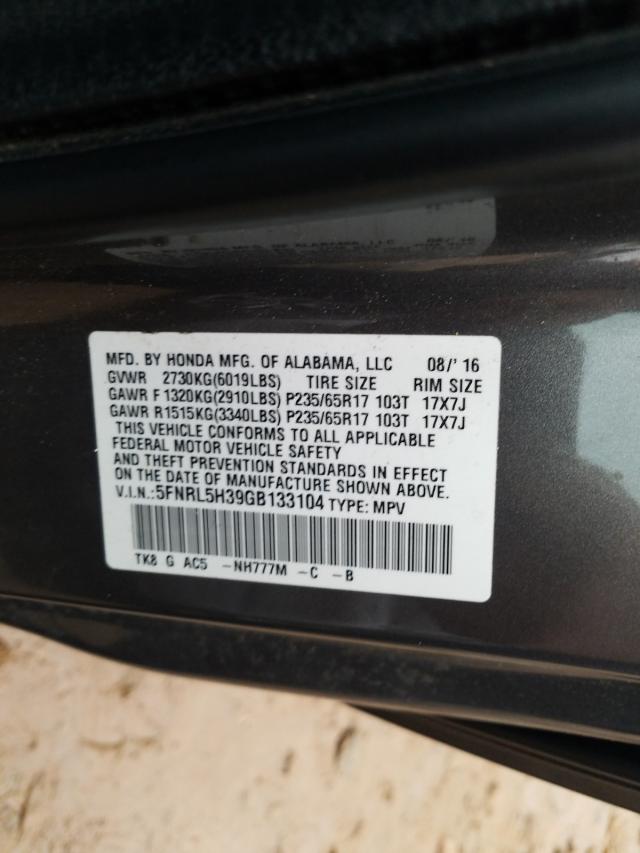 MFD. BY HONDA MFG. OF ALABAMA, LLC 08/'16
GVWR 2730KG(6019LBS) TIRE SIZE RIM SIZE
GAWR F 1320KG(2910LBS) P235/65R17 103T 17X7J
GAWR R1515KG(3340LBS) P235/65R17 103T 17X7J
THIS VEHICLE CONFORMS TO ALL APPLICABLE
FEDERAL MOTOR VEHICLE SAFETY
AND THEFT PREVENTION STANDARDS IN EFFECT
ON THE DATE OF MANUFACTURE SHOWN ABOVE.
V.I.N.:5FNRL5H39GB133104 TYPE: MPV
TK8 G AC5 -NH777M -C -B